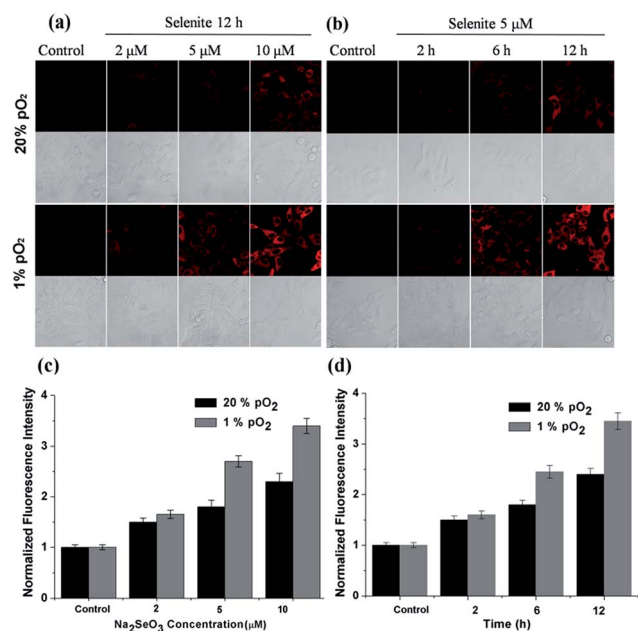 (a)
Selenite 12 h
Control 2 μM 5 μM 10 μM
(b)
Selenite 5 μM
Control 2 h 6 h 12 h
20% pO₂
1% pO₂
(c)
Normalized Fluorescence Intensity
4
3
2
1
0
20 % pO₂
1 % pO₂
Control 2 5 10
Na₂SeO₃ Concentration(μM)
(d)
Normalized Fluorescence Intensity
4
3
2
1
0
20 % pO₂
1 % pO₂
Control 2 6 12
Time (h)